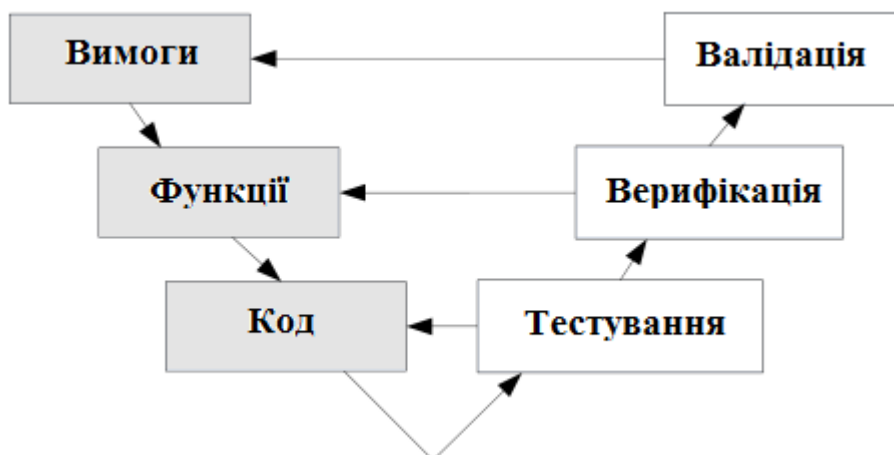 Вимоги
Валідація
Функції
Верифікація
Код
Тестування